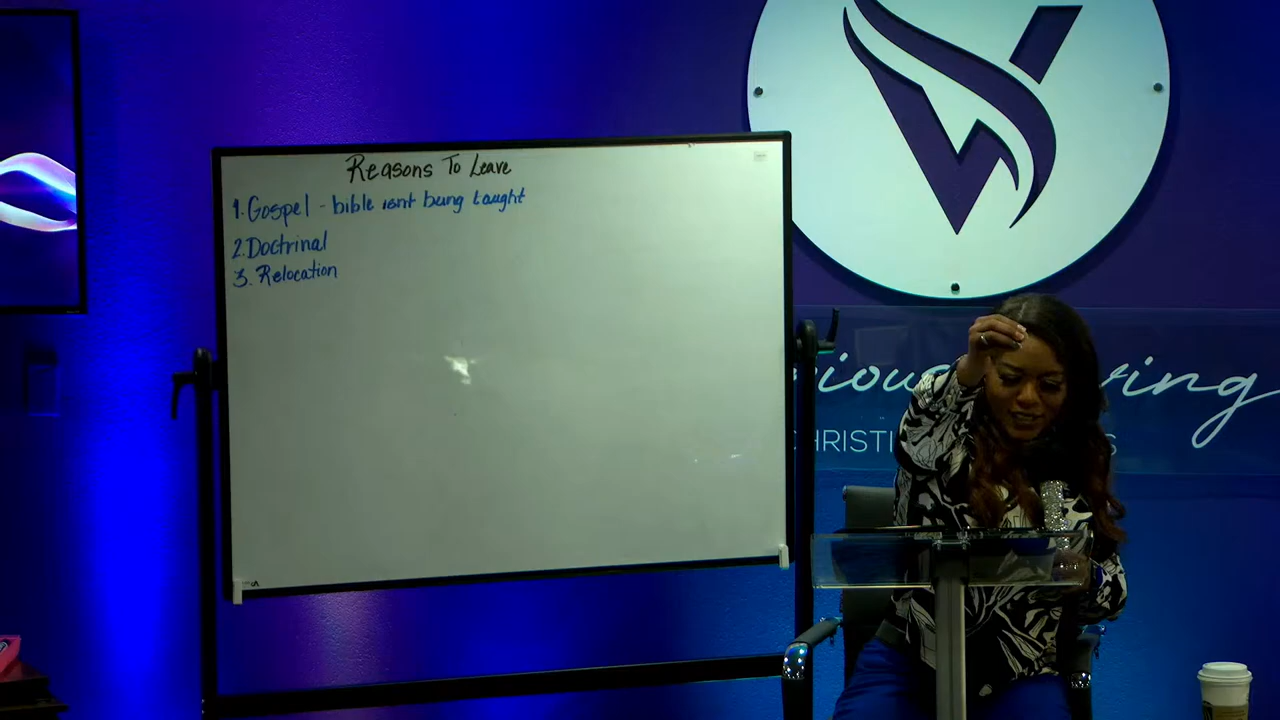 Reasons To Leave
1. Gospel - bible isnt being taught
2. Doctrinal
3. Relocation